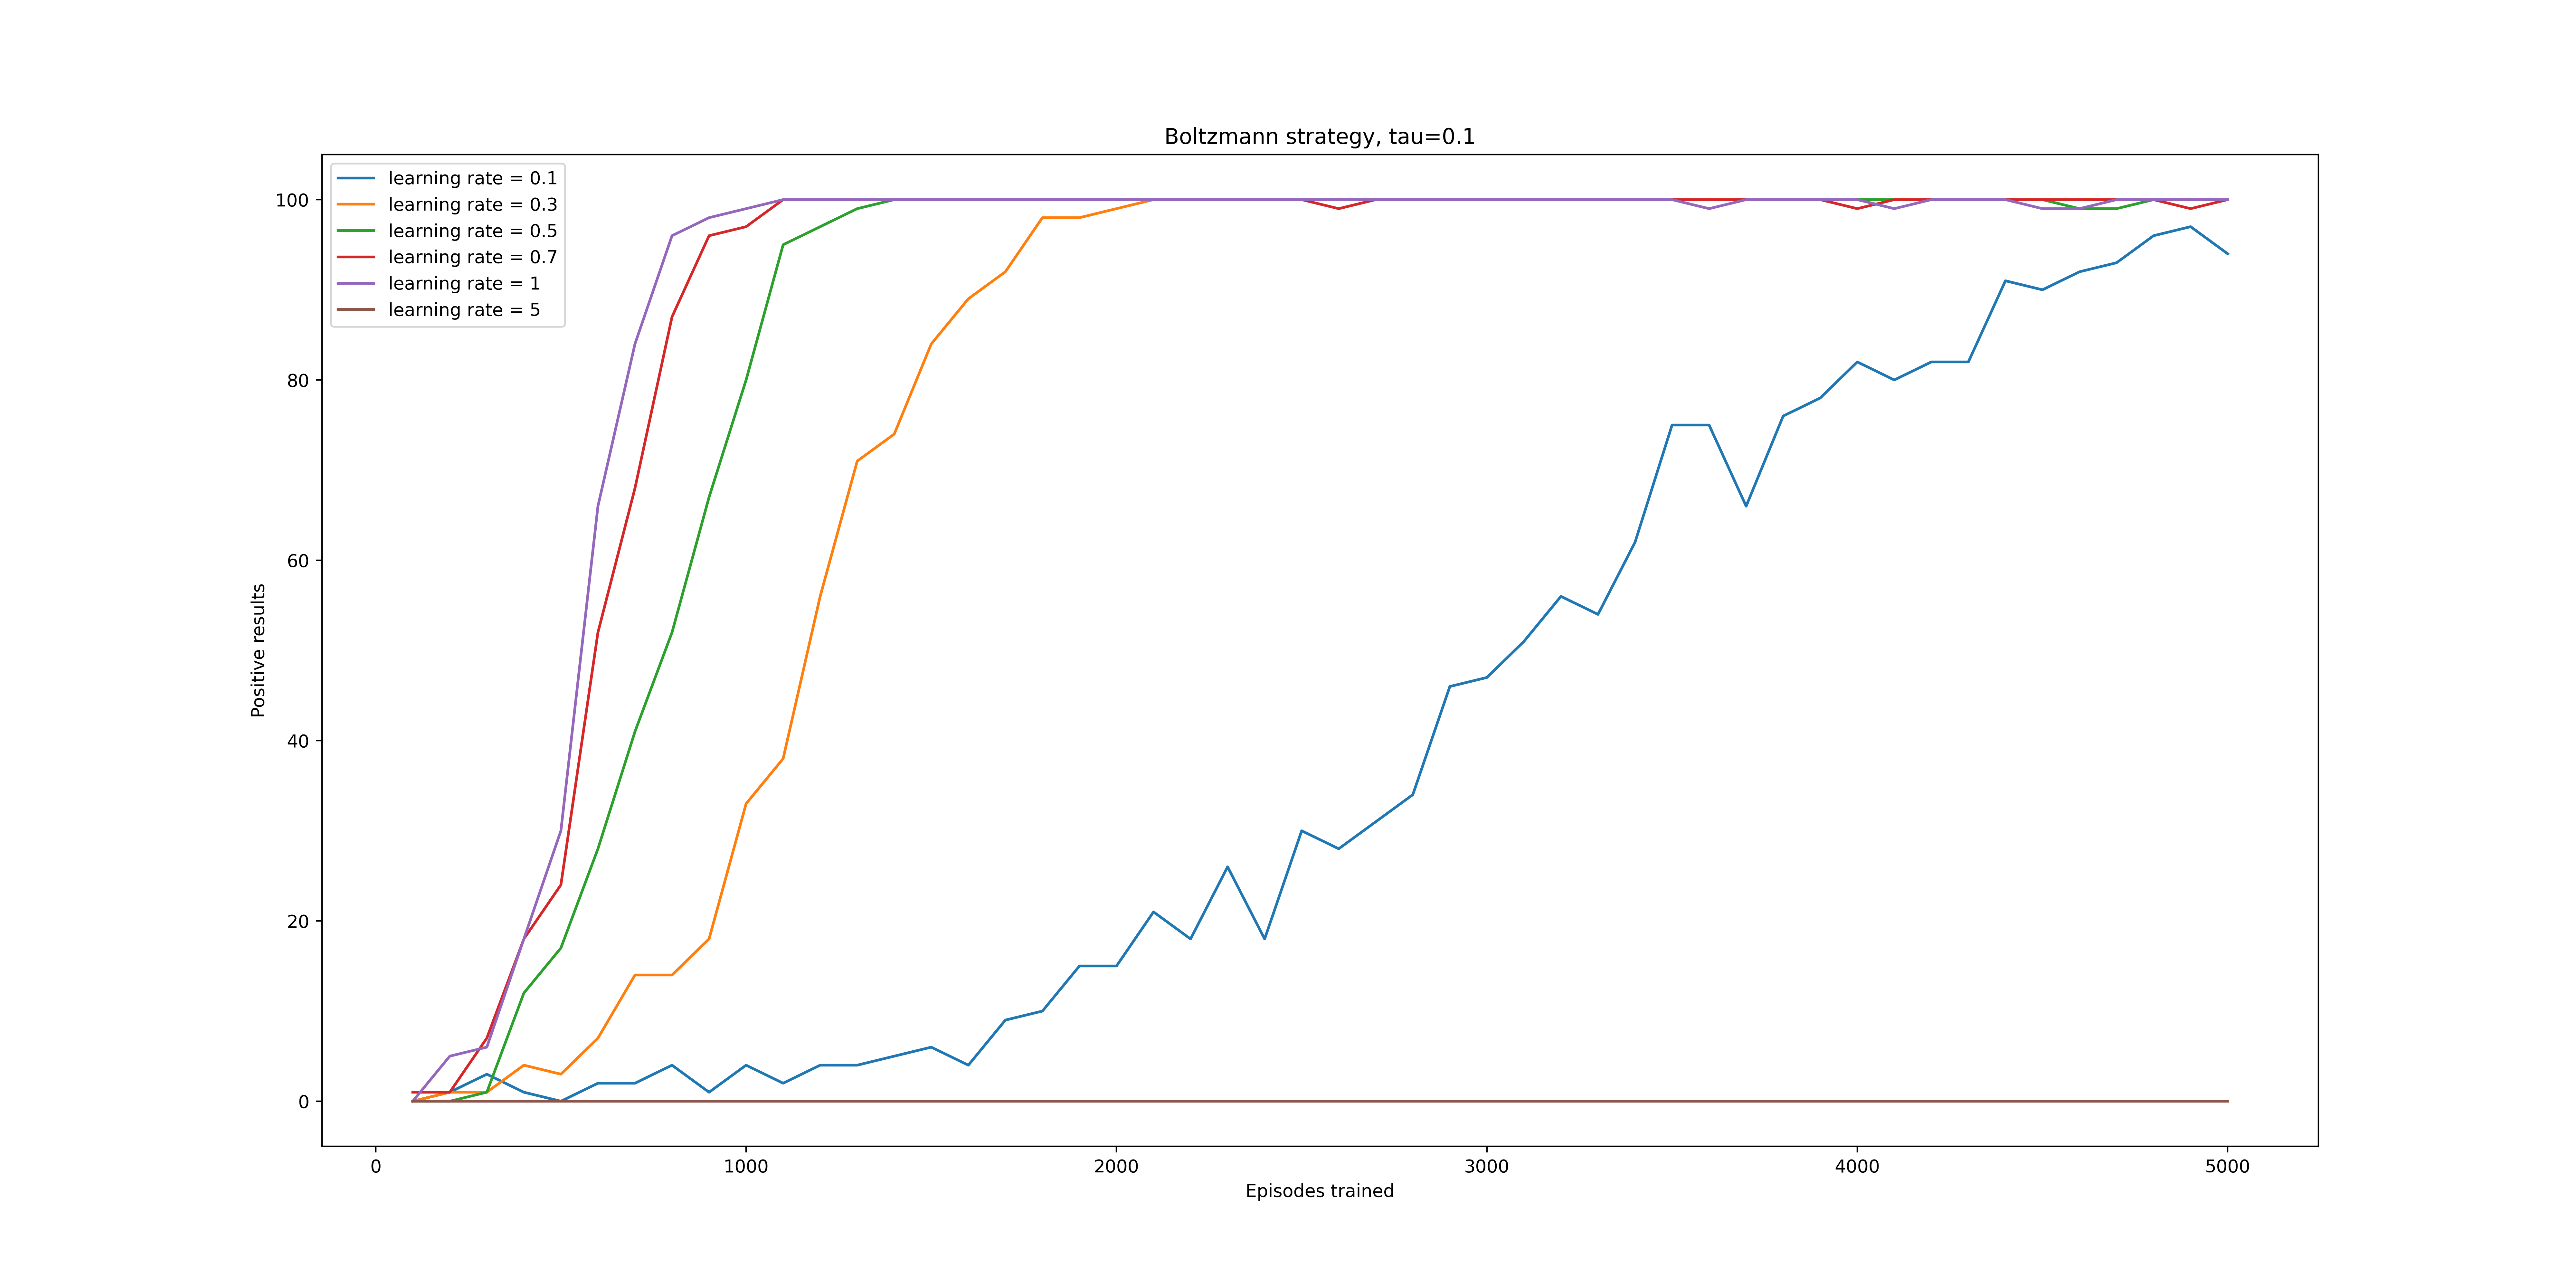 Boltzmann strategy, tau=0.1
learning rate = 0.1
learning rate = 0.3
learning rate = 0.5
learning rate = 0.7
learning rate = 1
learning rate = 5
100
80
60
40
20
0
Positive results
0 1000 2000 3000 4000 5000
Episodes trained